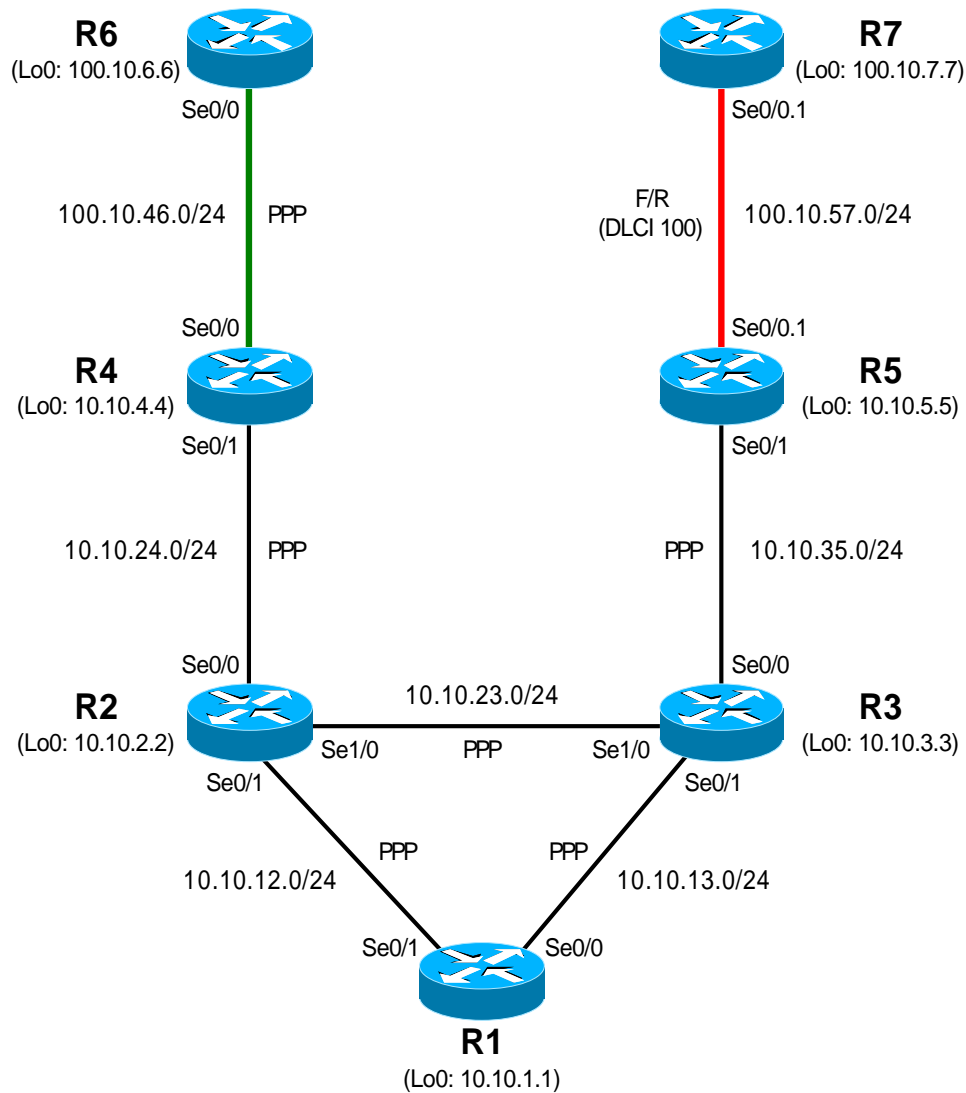 R6
(Lo0: 100.10.6.6)
R7
(Lo0: 100.10.7.7)
Se0/0
Se0/0.1
100.10.46.0/24
PPP
F/R
(DLCI 100)
100.10.57.0/24
Se0/0
Se0/0.1
R4
(Lo0: 10.10.4.4)
R5
(Lo0: 10.10.5.5)
Se0/1
Se0/1
10.10.24.0/24
PPP
PPP
10.10.35.0/24
Se0/0
Se0/0
R2
(Lo0: 10.10.2.2)
10.10.23.0/24
R3
(Lo0: 10.10.3.3)
Se1/0
PPP
Se1/0
Se0/1
Se0/1
PPP
PPP
10.10.12.0/24
10.10.13.0/24
Se0/1
Se0/0
R1
(Lo0: 10.10.1.1)